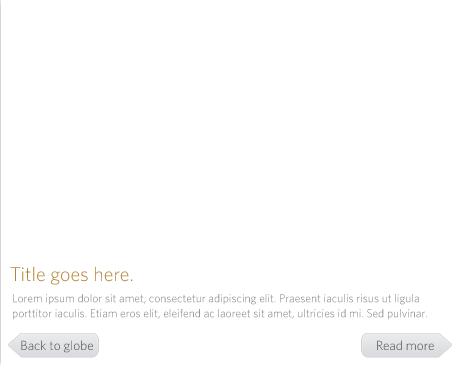 Title goes here.
Lorem ipsum dolor sit amet, consectetur adipiscing elit. Praesent iaculis risus ut ligula
porttitor iaculis. Etiam eros elit, eleifend ac laoreet sit amet, ultricies id mi. Sed pulvinar.
Back to globe
Read more